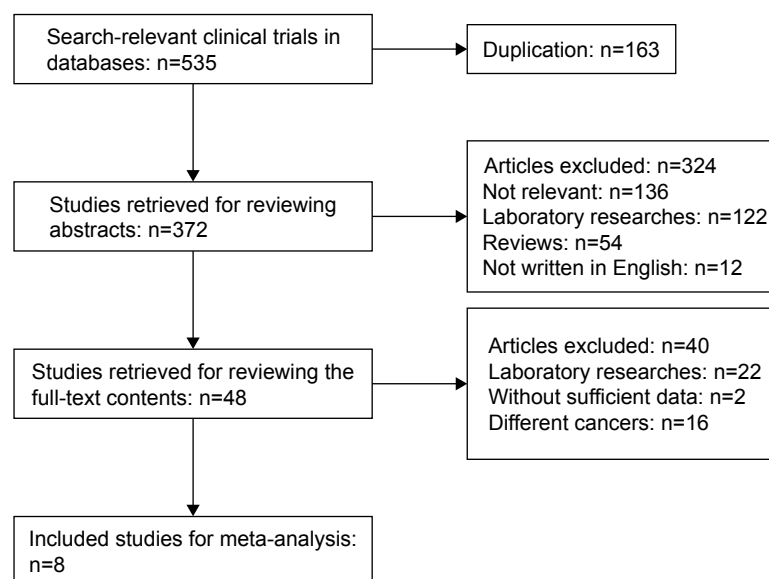 Search-relevant clinical trials in
databases: n=535
Duplication: n=163
Articles excluded: n=324
Not relevant: n=136
Laboratory researches: n=122
Reviews: n=54
Not written in English: n=12
Studies retrieved for reviewing
abstracts: n=372
Articles excluded: n=40
Laboratory researches: n=22
Without sufficient data: n=2
Different cancers: n=16
Studies retrieved for reviewing the
full-text contents: n=48
Included studies for meta-analysis:
n=8